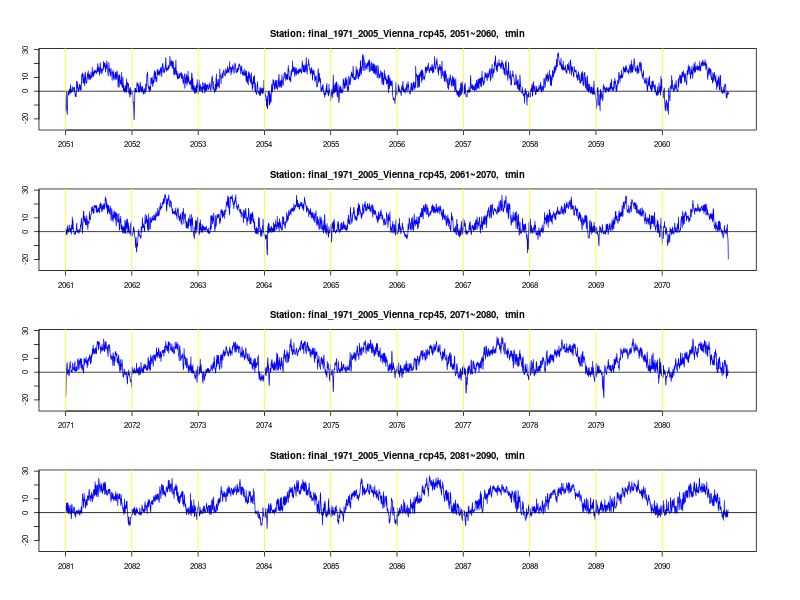 Station: final_1971_2005_Vienna_rcp45, 2051~2060, tmin
30
10
0
-20
2051 2052 2053 2054 2055 2056 2057 2058 2059 2060
Station: final_1971_2005_Vienna_rcp45, 2061~2070, tmin
30
10
0
-20
2061 2062 2063 2064 2065 2066 2067 2068 2069 2070
Station: final_1971_2005_Vienna_rcp45, 2071~2080, tmin
30
10
0
-20
2071 2072 2073 2074 2075 2076 2077 2078 2079 2080
Station: final_1971_2005_Vienna_rcp45, 2081~2090, tmin
30
10
0
-20
2081 2082 2083 2084 2085 2086 2087 2088 2089 2090